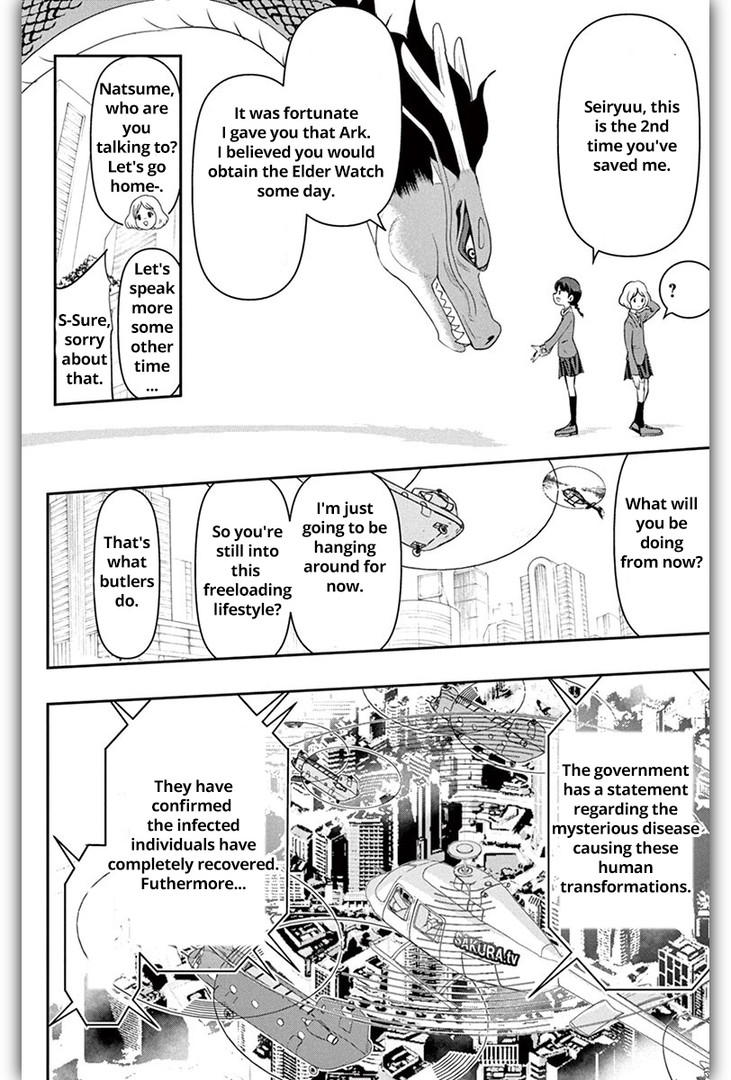 Seiryuu, this
is the 2nd
time you've
saved me.
?
It was fortunate
I gave you that Ark.
I believed you would
obtain the Elder Watch
some day.
Natsume,
who are
you
talking to?
Let's go
home-.
Let's
speak
more
some
other
time
...
S-Sure,
sorry
about
that.
What will
you be
doing
from now?
I'm just
going to be
hanging
around for
now.
So you're
still into
this
freeloading
lifestyle?
That's
what
butlers
do.
The government
has a statement
regarding the
mysterious disease
causing these
human
transformations.
They have
confirmed
the infected
individuals have
completely recovered.
Futhermore...
SAKURA.tv